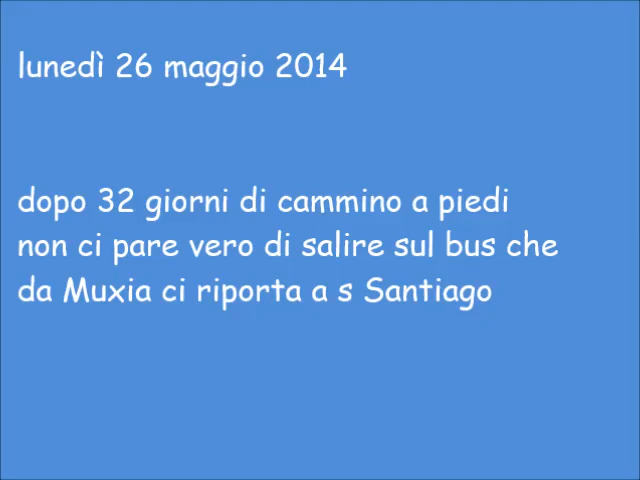 lunedì 26 maggio 2014
dopo 32 giorni di cammino a piedi
non ci pare vero di salire sul bus che
da Muxia ci riporta a s Santiago